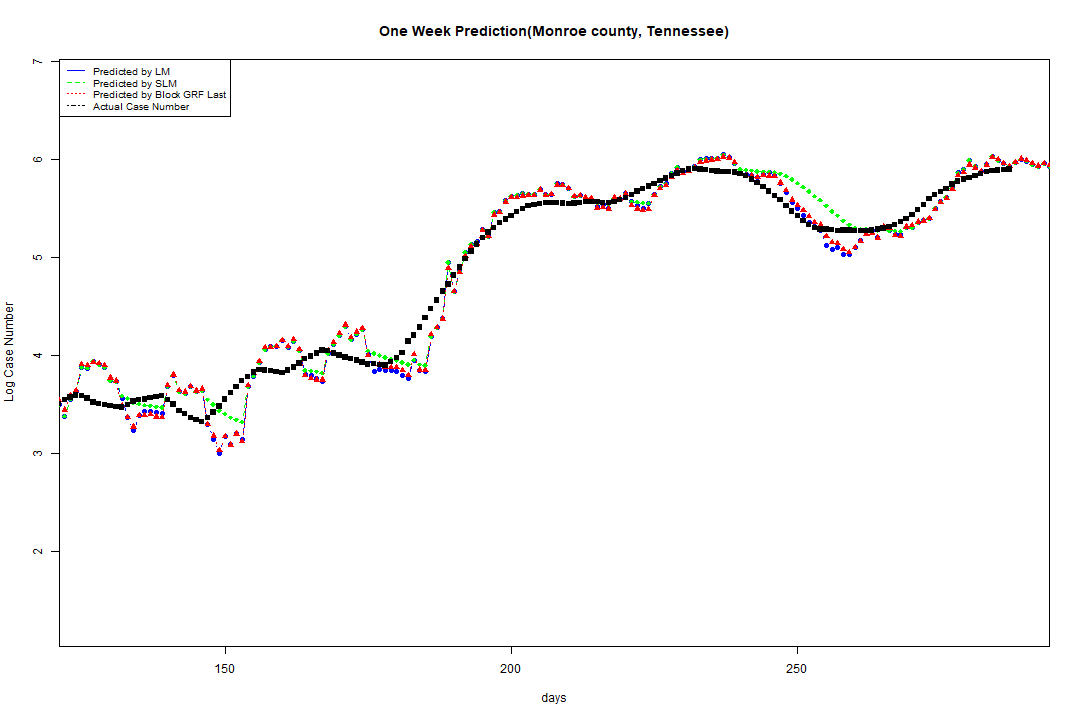 One Week Prediction(Monroe county, Tennessee)
Predicted by LM
Predicted by SLM
Predicted by Block GRF Last
Actual Case Number
7
6
5
4
3
2
Log Case Number
150 200 250
days